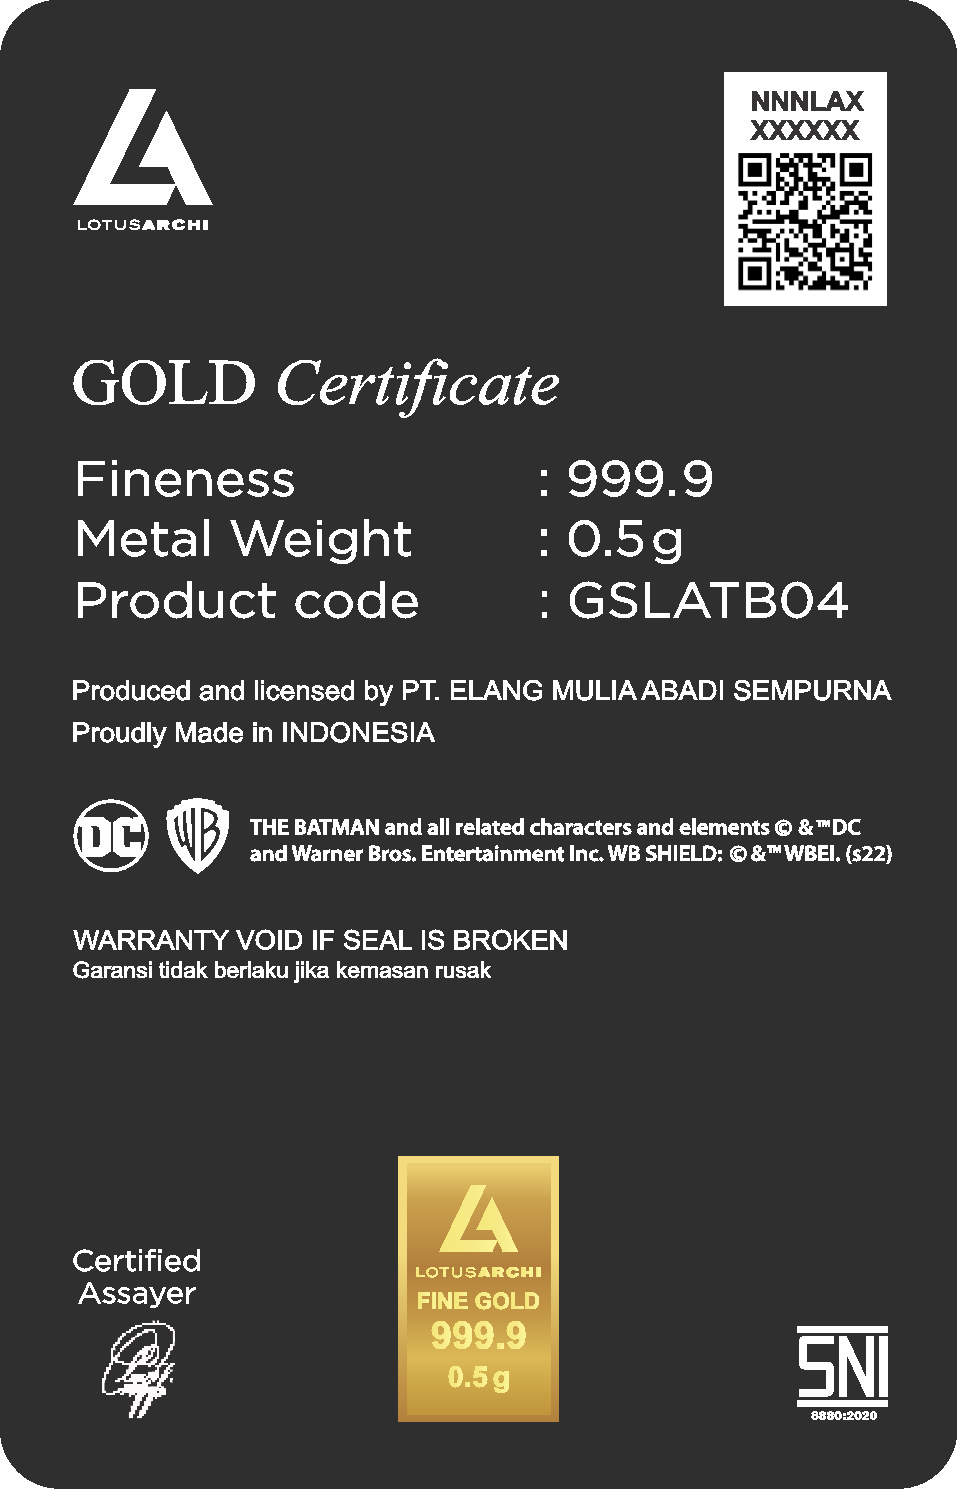 LOTUSARCHI
NNNLAX
XXXXXX
GOLD Certificate
Fineness : 999.9
Metal Weight : 0.5 g
Product code : GSLATB04
Produced and licensed by PT. ELANG MULIA ABADI SEMPURNA
Proudly Made in INDONESIA
DC
WB
THE BATMAN and all related characters and elements © & ™ DC
and Warner Bros. Entertainment Inc. WB SHIELD: © & ™ WBEI. (s22)
WARRANTY VOID IF SEAL IS BROKEN
Garansi tidak berlaku jika kemasan rusak
Certified
Assayer
LOTUSARCHI
FINE GOLD
999.9
0.5 g
SNI
8880:2020